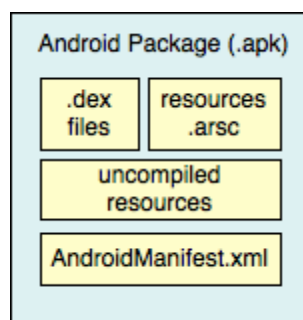 Android Package (.apk)
.dex
files
resources
.arsc
uncompiled
resources
AndroidManifest.xml